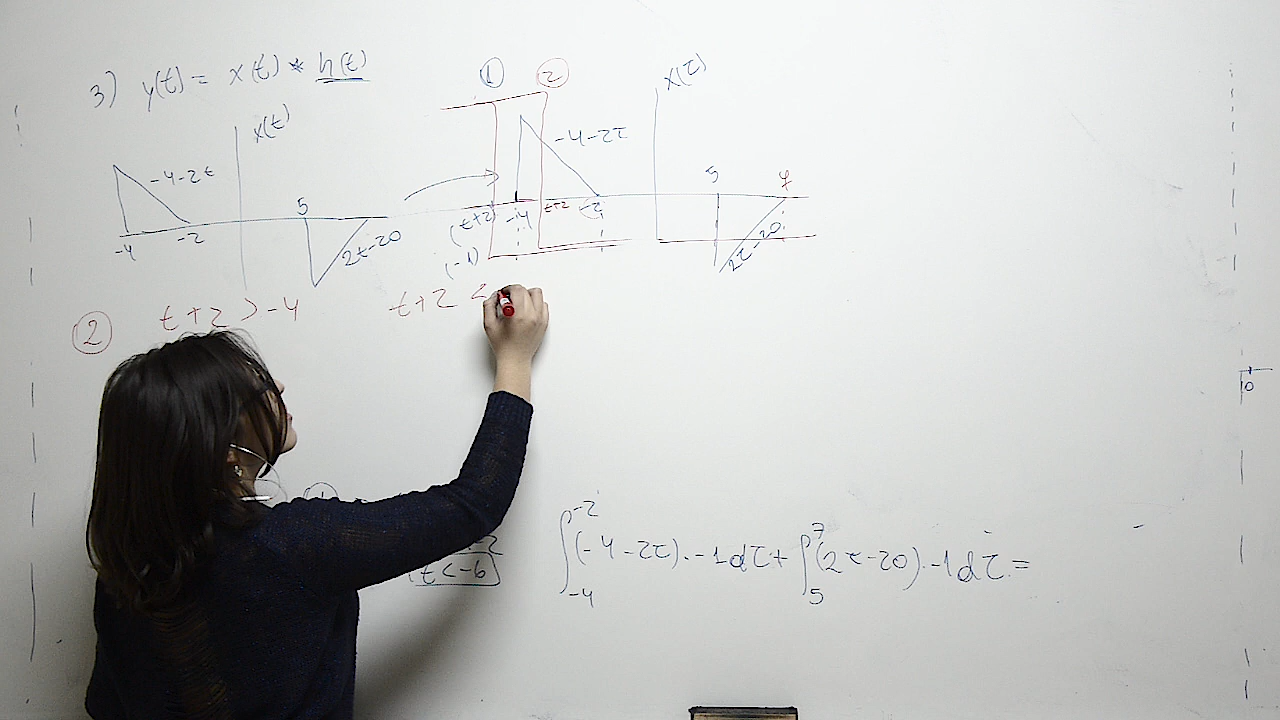 3) y(t) = x(t) * h(t)
x(t)
-4-2t
-4
-2
5
2t-20
① ②
x(τ)
-4-2τ
5
7
(t+2)
-4
t+2
-2
(-1)
2τ-20
② t+2 > -4 t+2 <
t < -6
∫-4^-2 (-4-2τ).-1dτ + ∫5^7 (2τ-20).-1dτ =